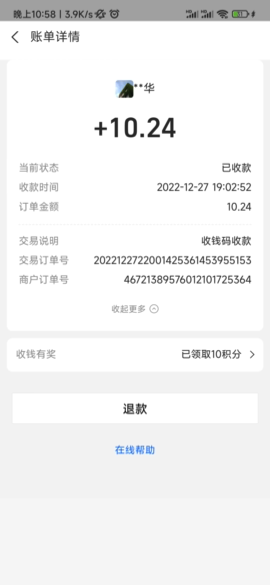 晚上10:58 | 3.9K/s
账单详情
**华
+10.24
当前状态 已收款
收款时间 2022-12-27 19:02:52
订单金额 10.24
交易说明 收钱码收款
交易订单号 2022122722001425361453955153
商户订单号 46721389576012101725364
收起更多
收钱有奖 已领取10积分
退款
在线帮助